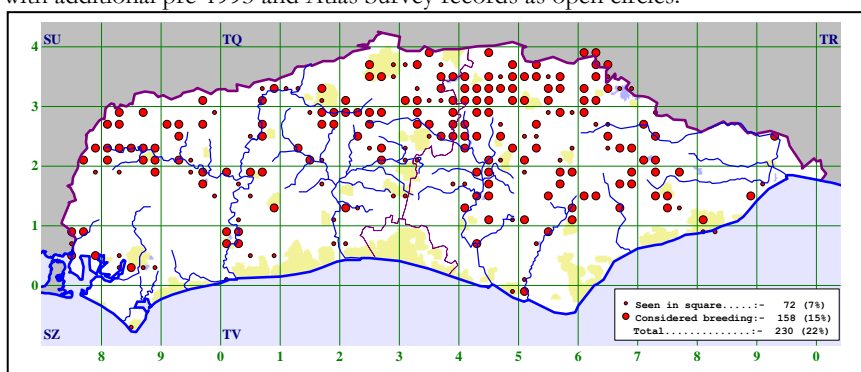 with additional pre-1995 and Atlas Survey records as open circles.
SU TQ TR
4
3
2
1
0
Seen in square.....:- 72 (7%)
Considered breeding:- 158 (15%)
Total..............:- 230 (22%)
SZ TV
8 9 0 1 2 3 4 5 6 7 8 9 0